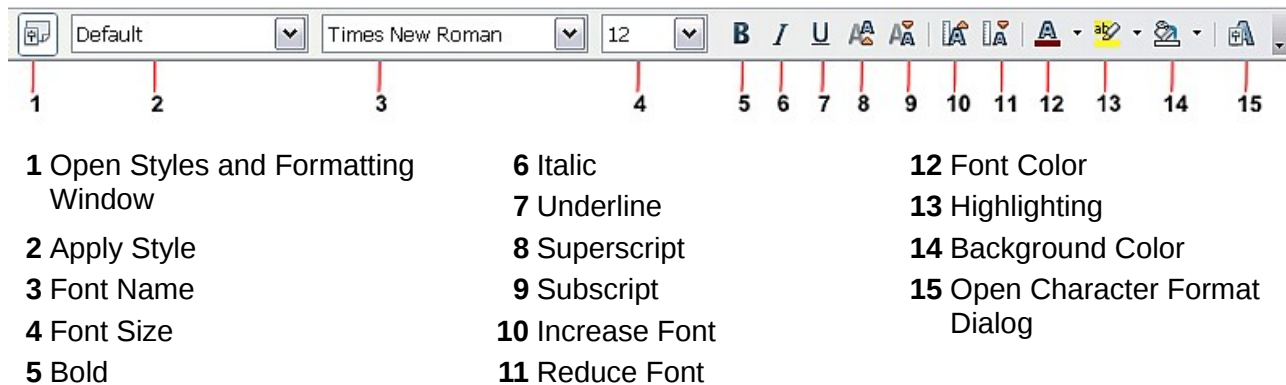 Default Times New Roman 12 B I U
1 2 3 4 5 6 7 8 9 10 11 12 13 14 15
1 Open Styles and Formatting
Window
2 Apply Style
3 Font Name
4 Font Size
5 Bold
6 Italic
7 Underline
8 Superscript
9 Subscript
10 Increase Font
11 Reduce Font
12 Font Color
13 Highlighting
14 Background Color
15 Open Character Format
Dialog